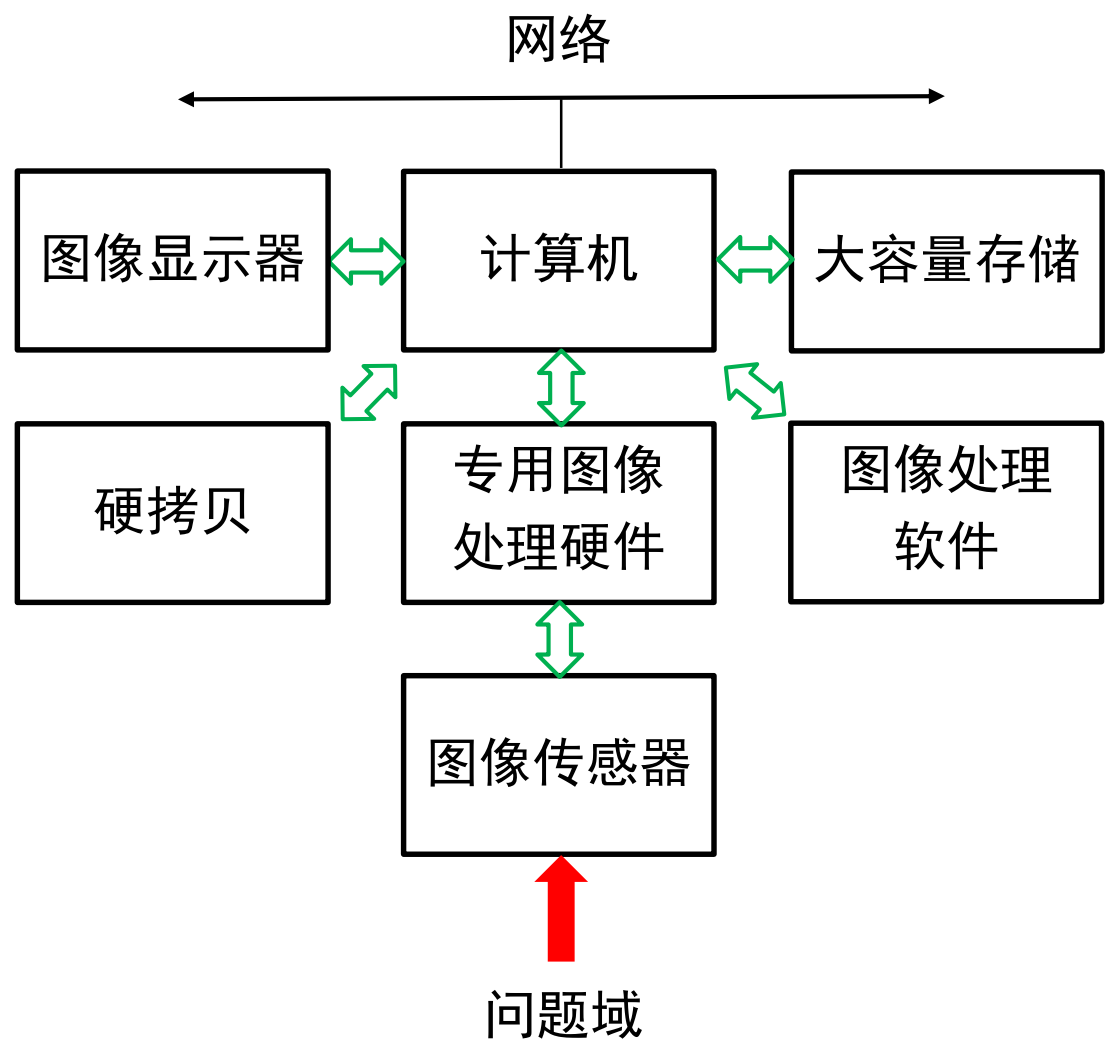 网络
图像显示器
计算机
大容量存储
硬拷贝
专用图像
处理硬件
图像处理
软件
图像传感器
问题域